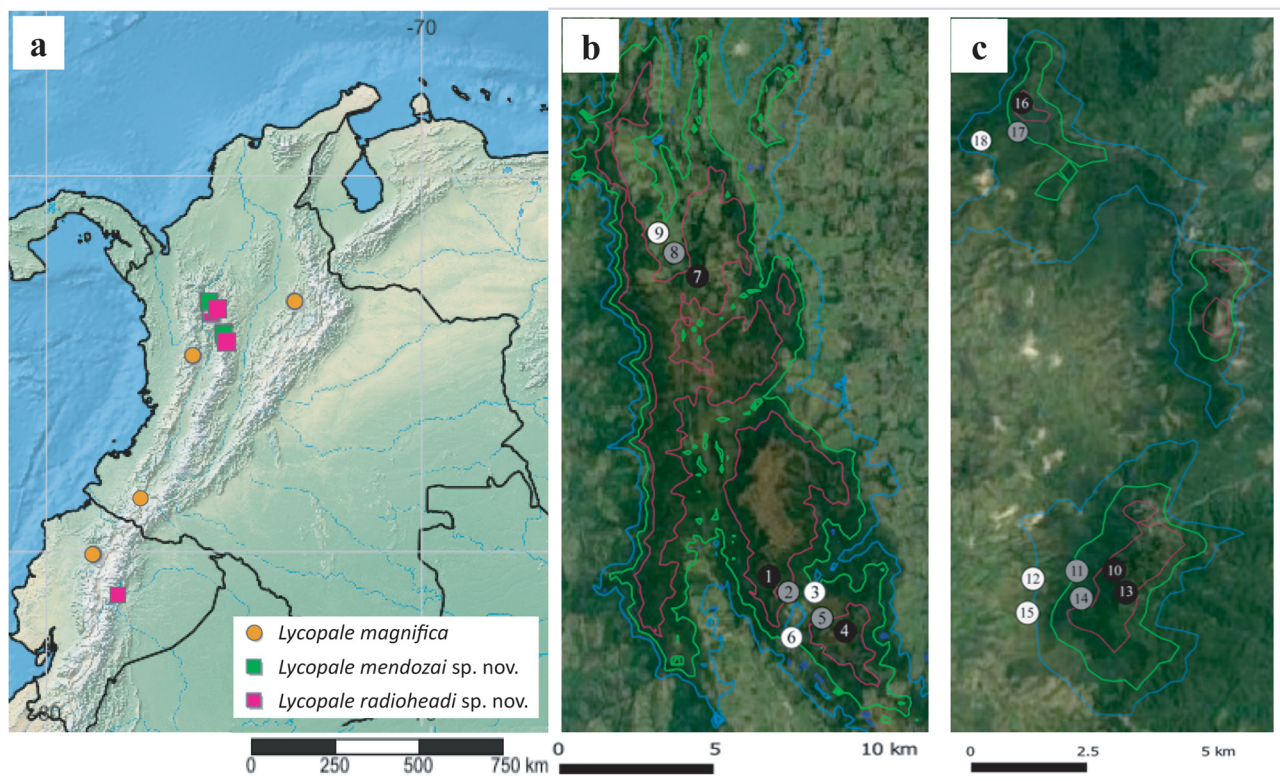 a
-70
Lycopale magnifica
Lycopale mendozai sp. nov.
Lycopale radioheadi sp. nov.
0 250 500 750 km
b
9
8
7
1
2
3
5
4
6
0 5 10 km
c
16
17
18
11
10
12
13
14
15
0 2.5 5 km